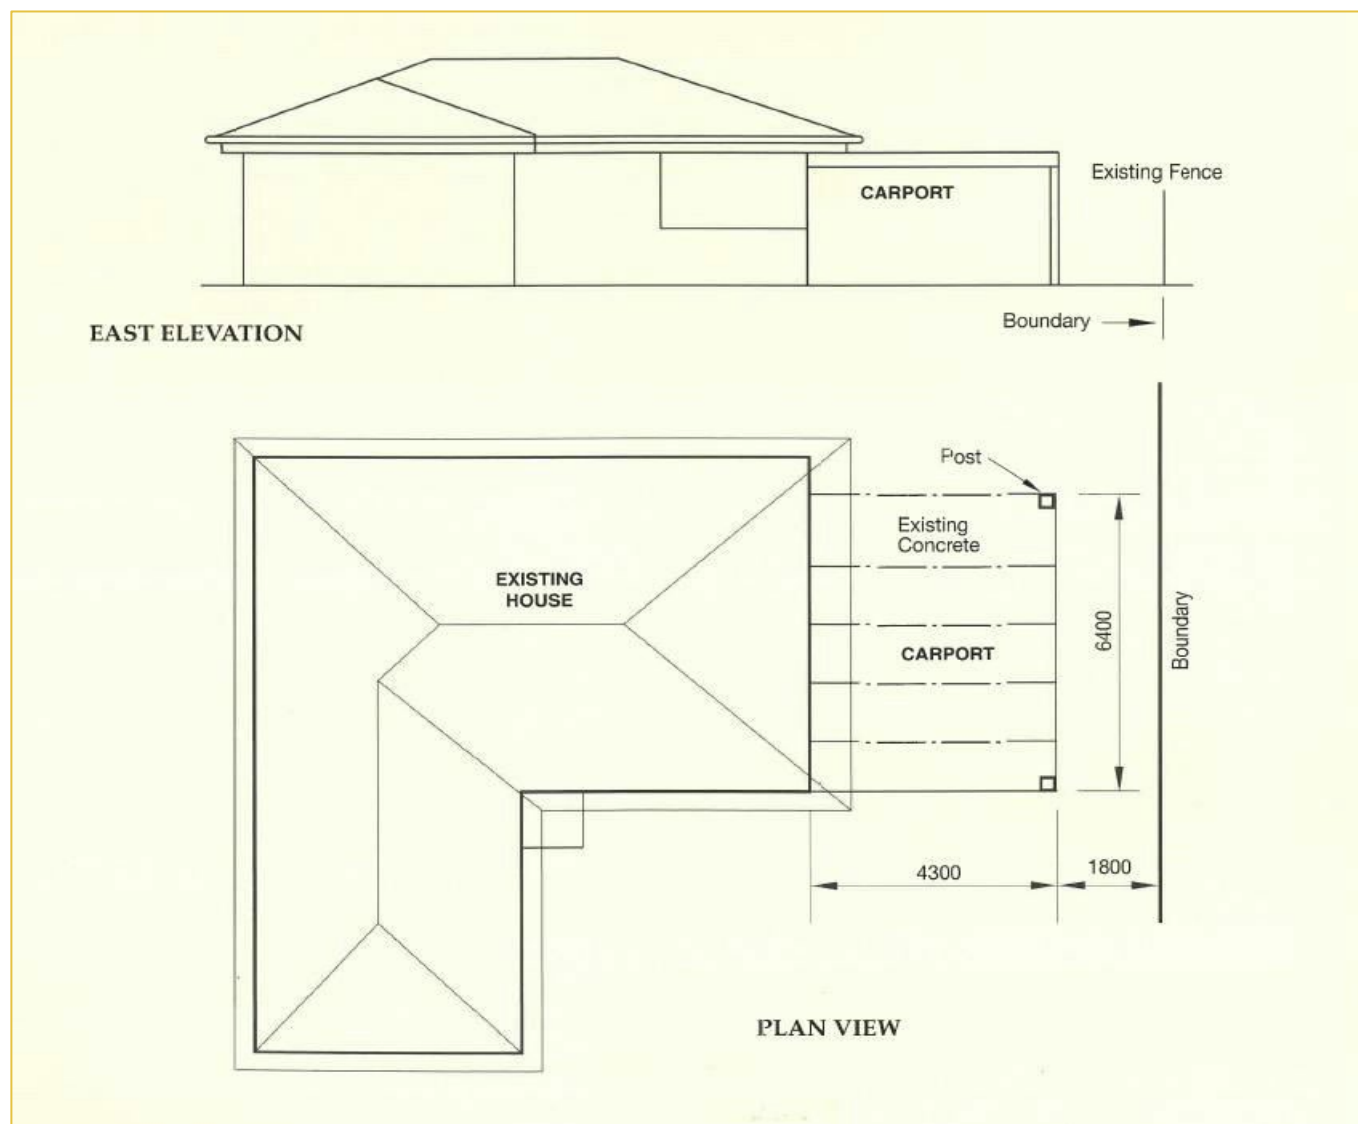 CARPORT
Existing Fence
EAST ELEVATION
Boundary
Post
Existing
Concrete
EXISTING
HOUSE
CARPORT
6400
Boundary
4300
1800
PLAN VIEW